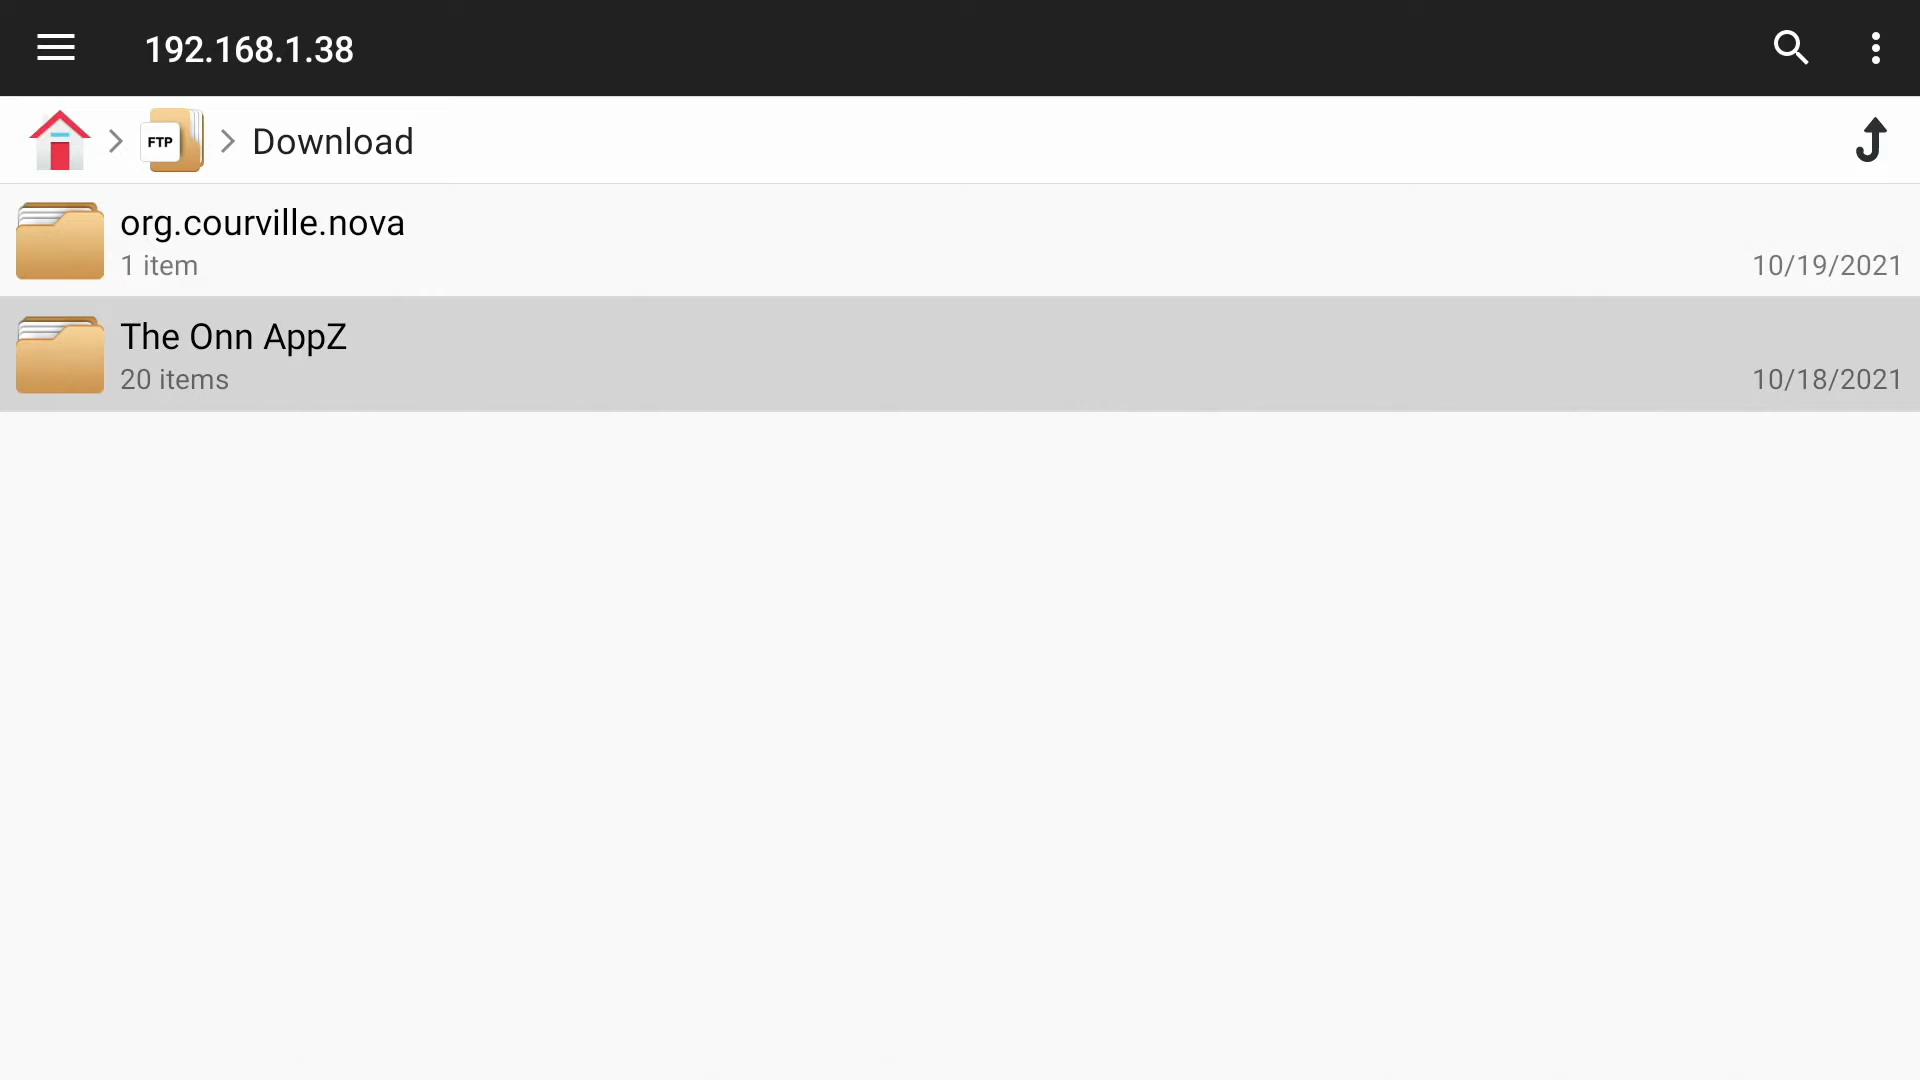 192.168.1.38
FTP
Download
org.courville.nova
1 item
10/19/2021
The Onn AppZ
20 items
10/18/2021